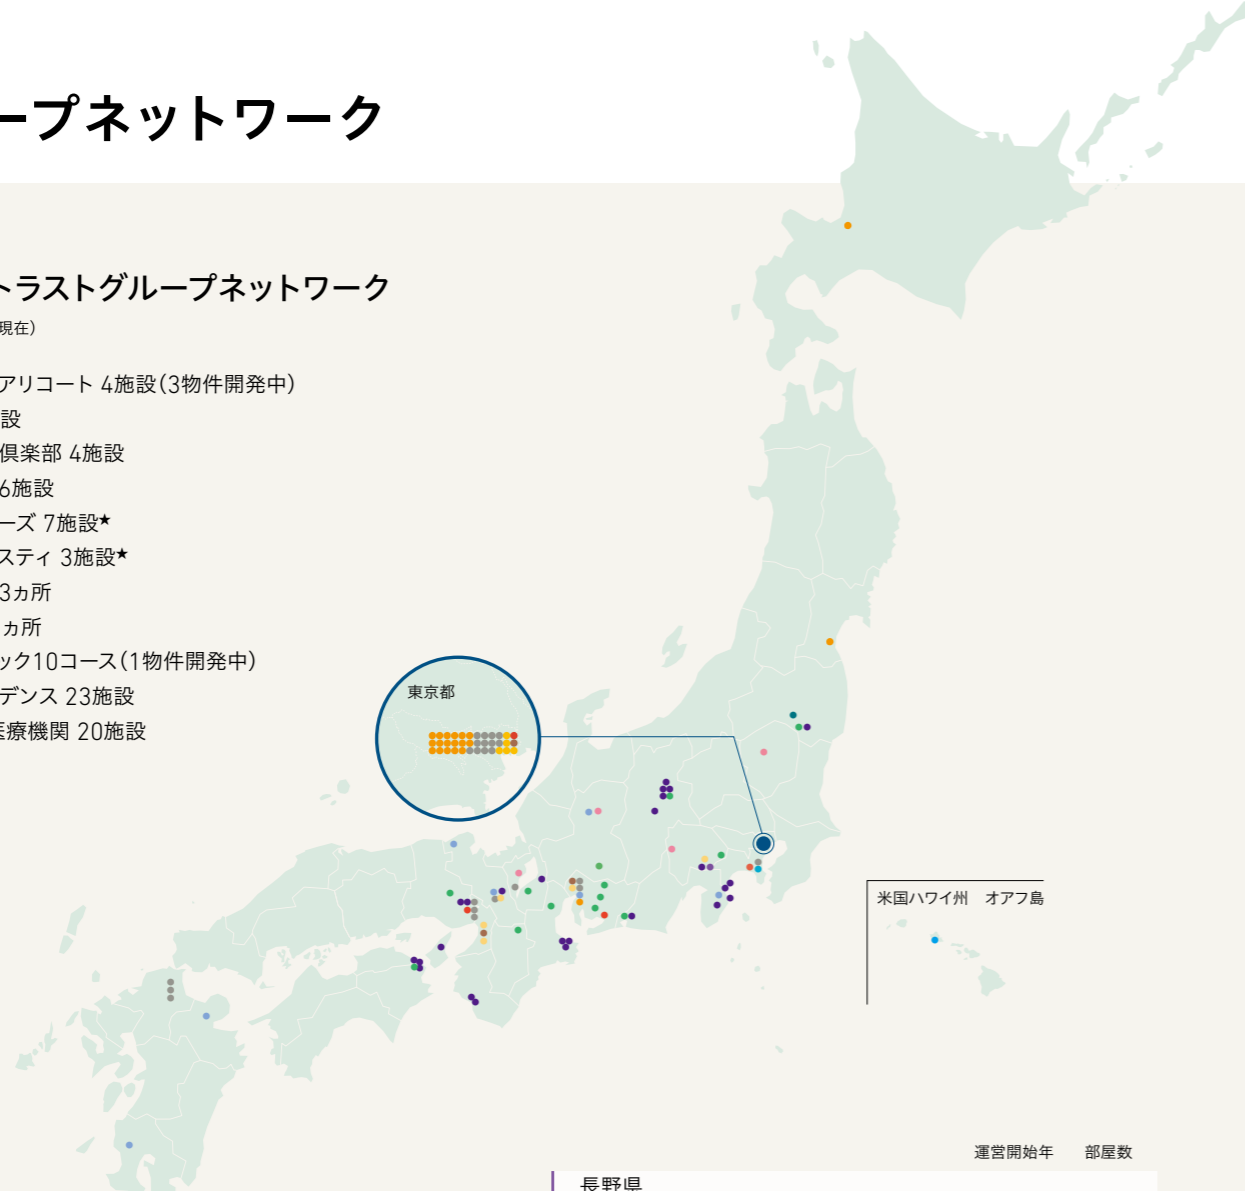 ープネットワーク
トラストグループネットワーク
現在）
アリコート 4施設（3物件開発中）
設
倶楽部 4施設
6施設
ーズ 7施設★
スティ 3施設★
3ヵ所
ヵ所
ック10コース（1物件開発中）
デンス 23施設
医療機関 20施設
東京都
米国ハワイ州　オアフ島
運営開始年　部屋数
長野県